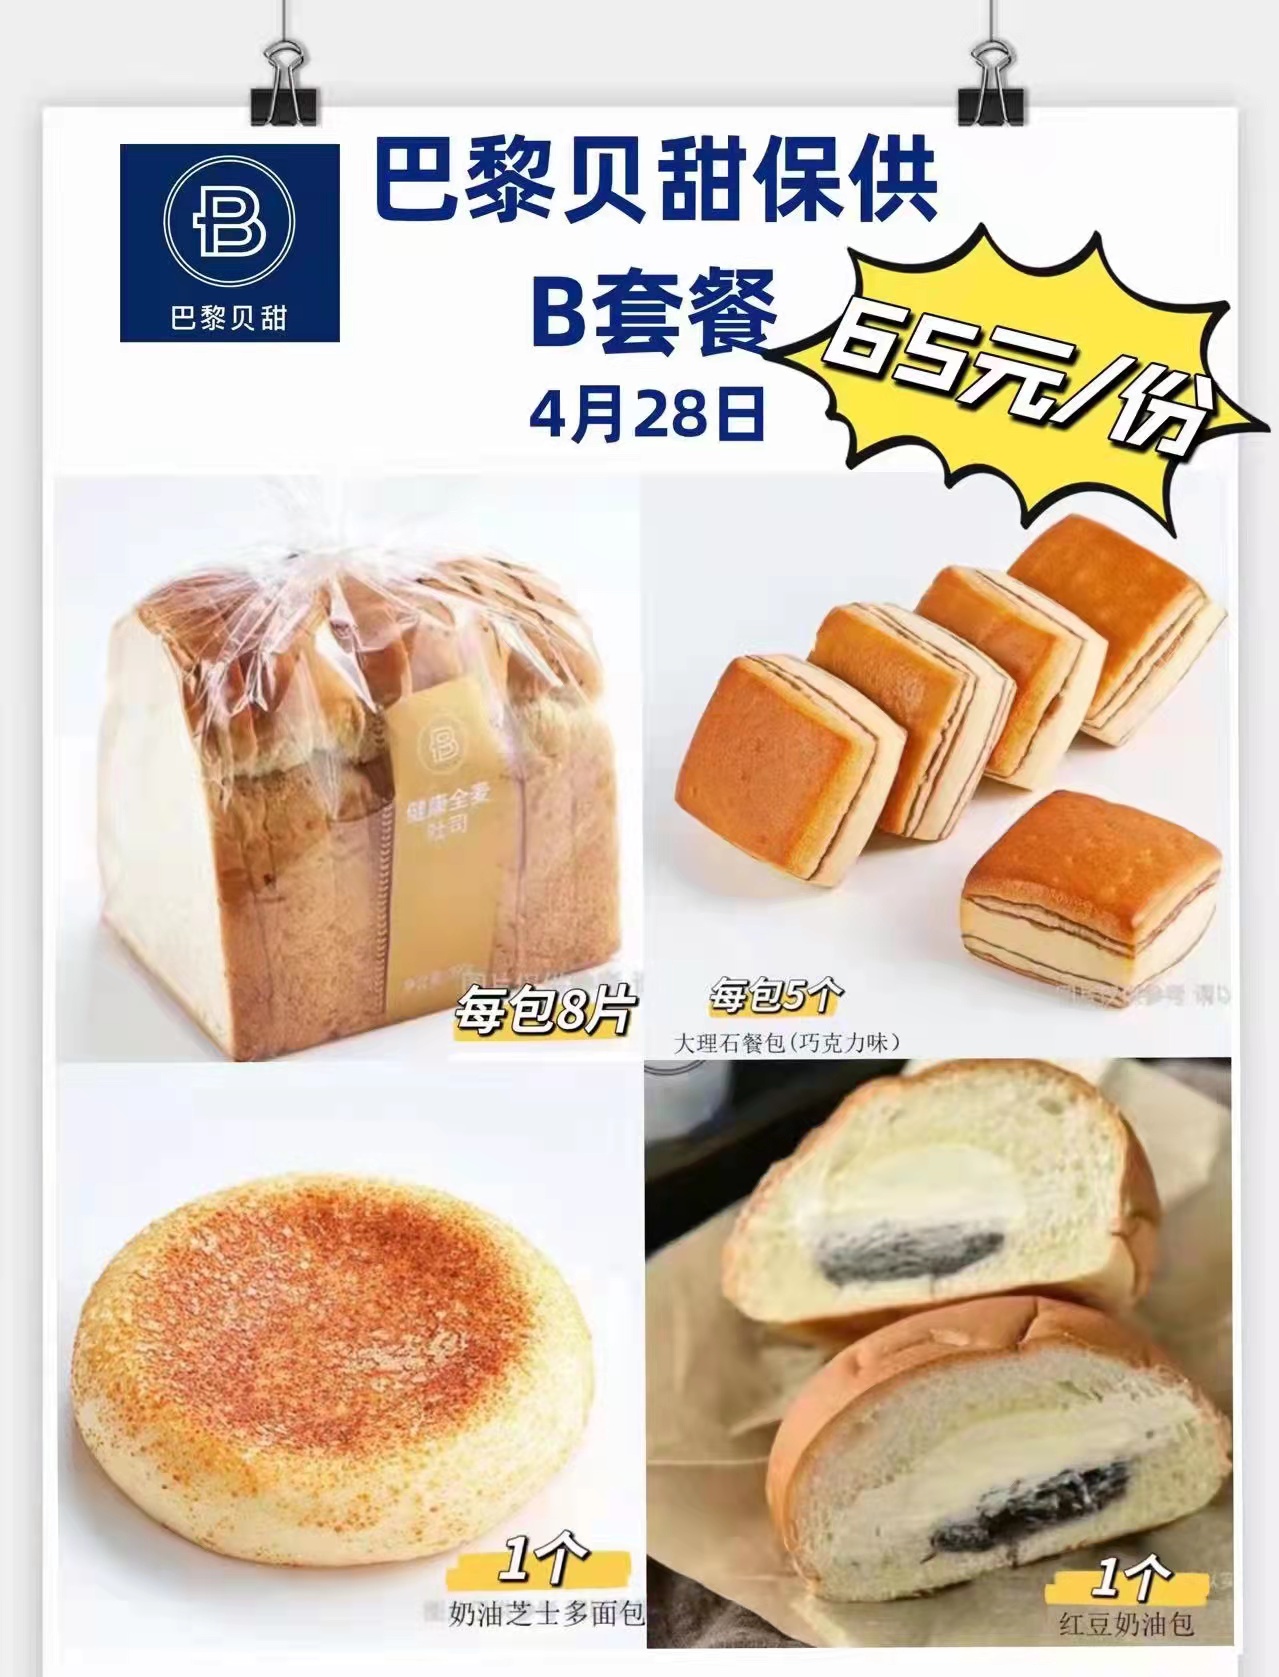 巴黎贝甜保供
B
巴黎贝甜
B套餐
65元/份
4月28日
B
健康全麦
吐司
每包8片
每包5个
大理石餐包(巧克力味)
1个
奶油芝士多面包
1个
红豆奶油包